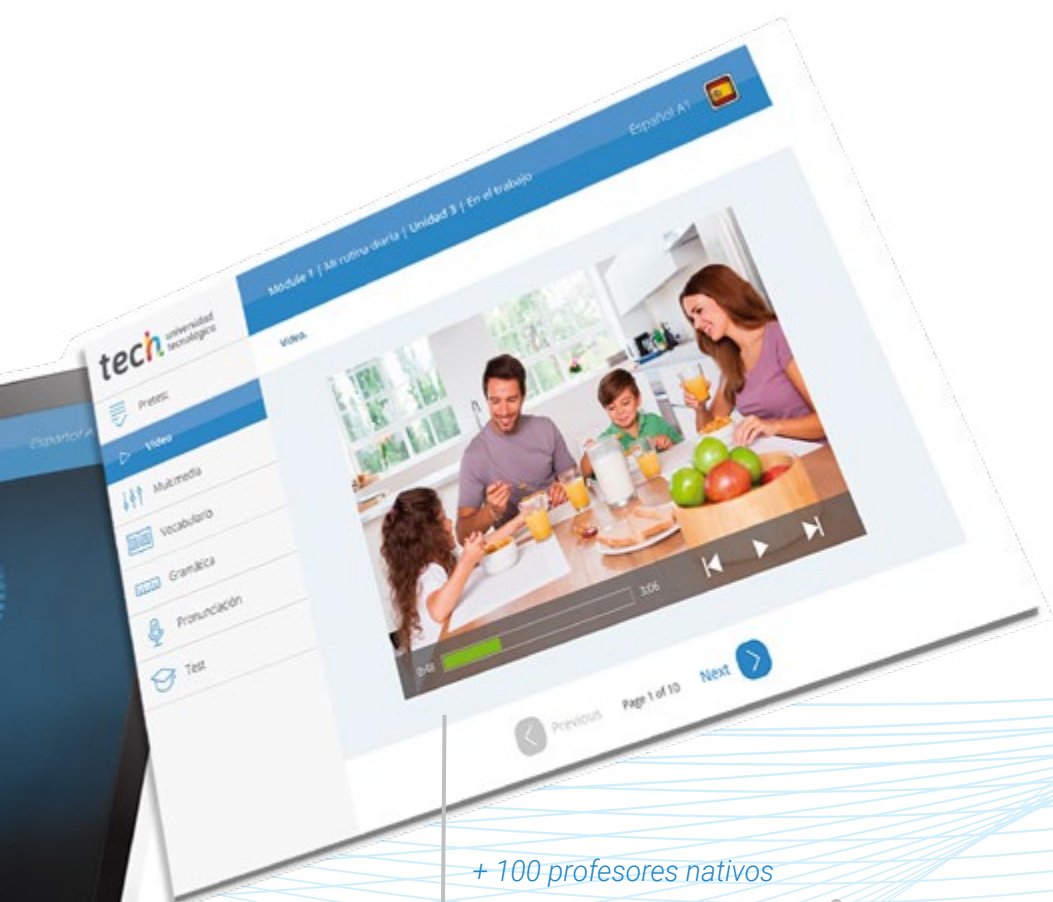 Español A1
Module 1 | Mi rutina diaria | Unidad 3 | En el trabajo
tech universidad
tecnológica
Video
Pretest
Video
Multimedia
Vocabulario
Gramática
Pronunciación
Test
0:48
3:06
Previous
Page 1 of 10
Next
Español A
+ 100 profesores nativos